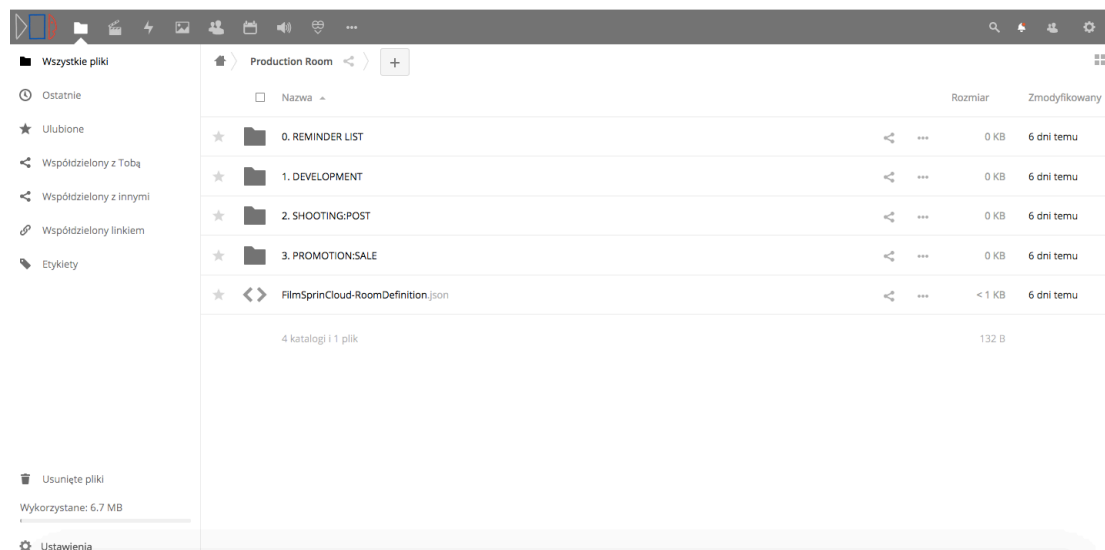 Wszystkie pliki
Ostatnie
Ulubione
Współdzielony z Tobą
Współdzielony z innymi
Współdzielony linkiem
Etykiety
Usunięte pliki
Wykorzystane: 6.7 MB
Ustawienia
Production Room
+
Nazwa Rozmiar Zmodyfikowany
0. REMINDER LIST 0 KB 6 dni temu
1. DEVELOPMENT 0 KB 6 dni temu
2. SHOOTING:POST 0 KB 6 dni temu
3. PROMOTION:SALE 0 KB 6 dni temu
FilmSprinCloud-RoomDefinition.json < 1 KB 6 dni temu
4 katalogi i 1 plik 132 B